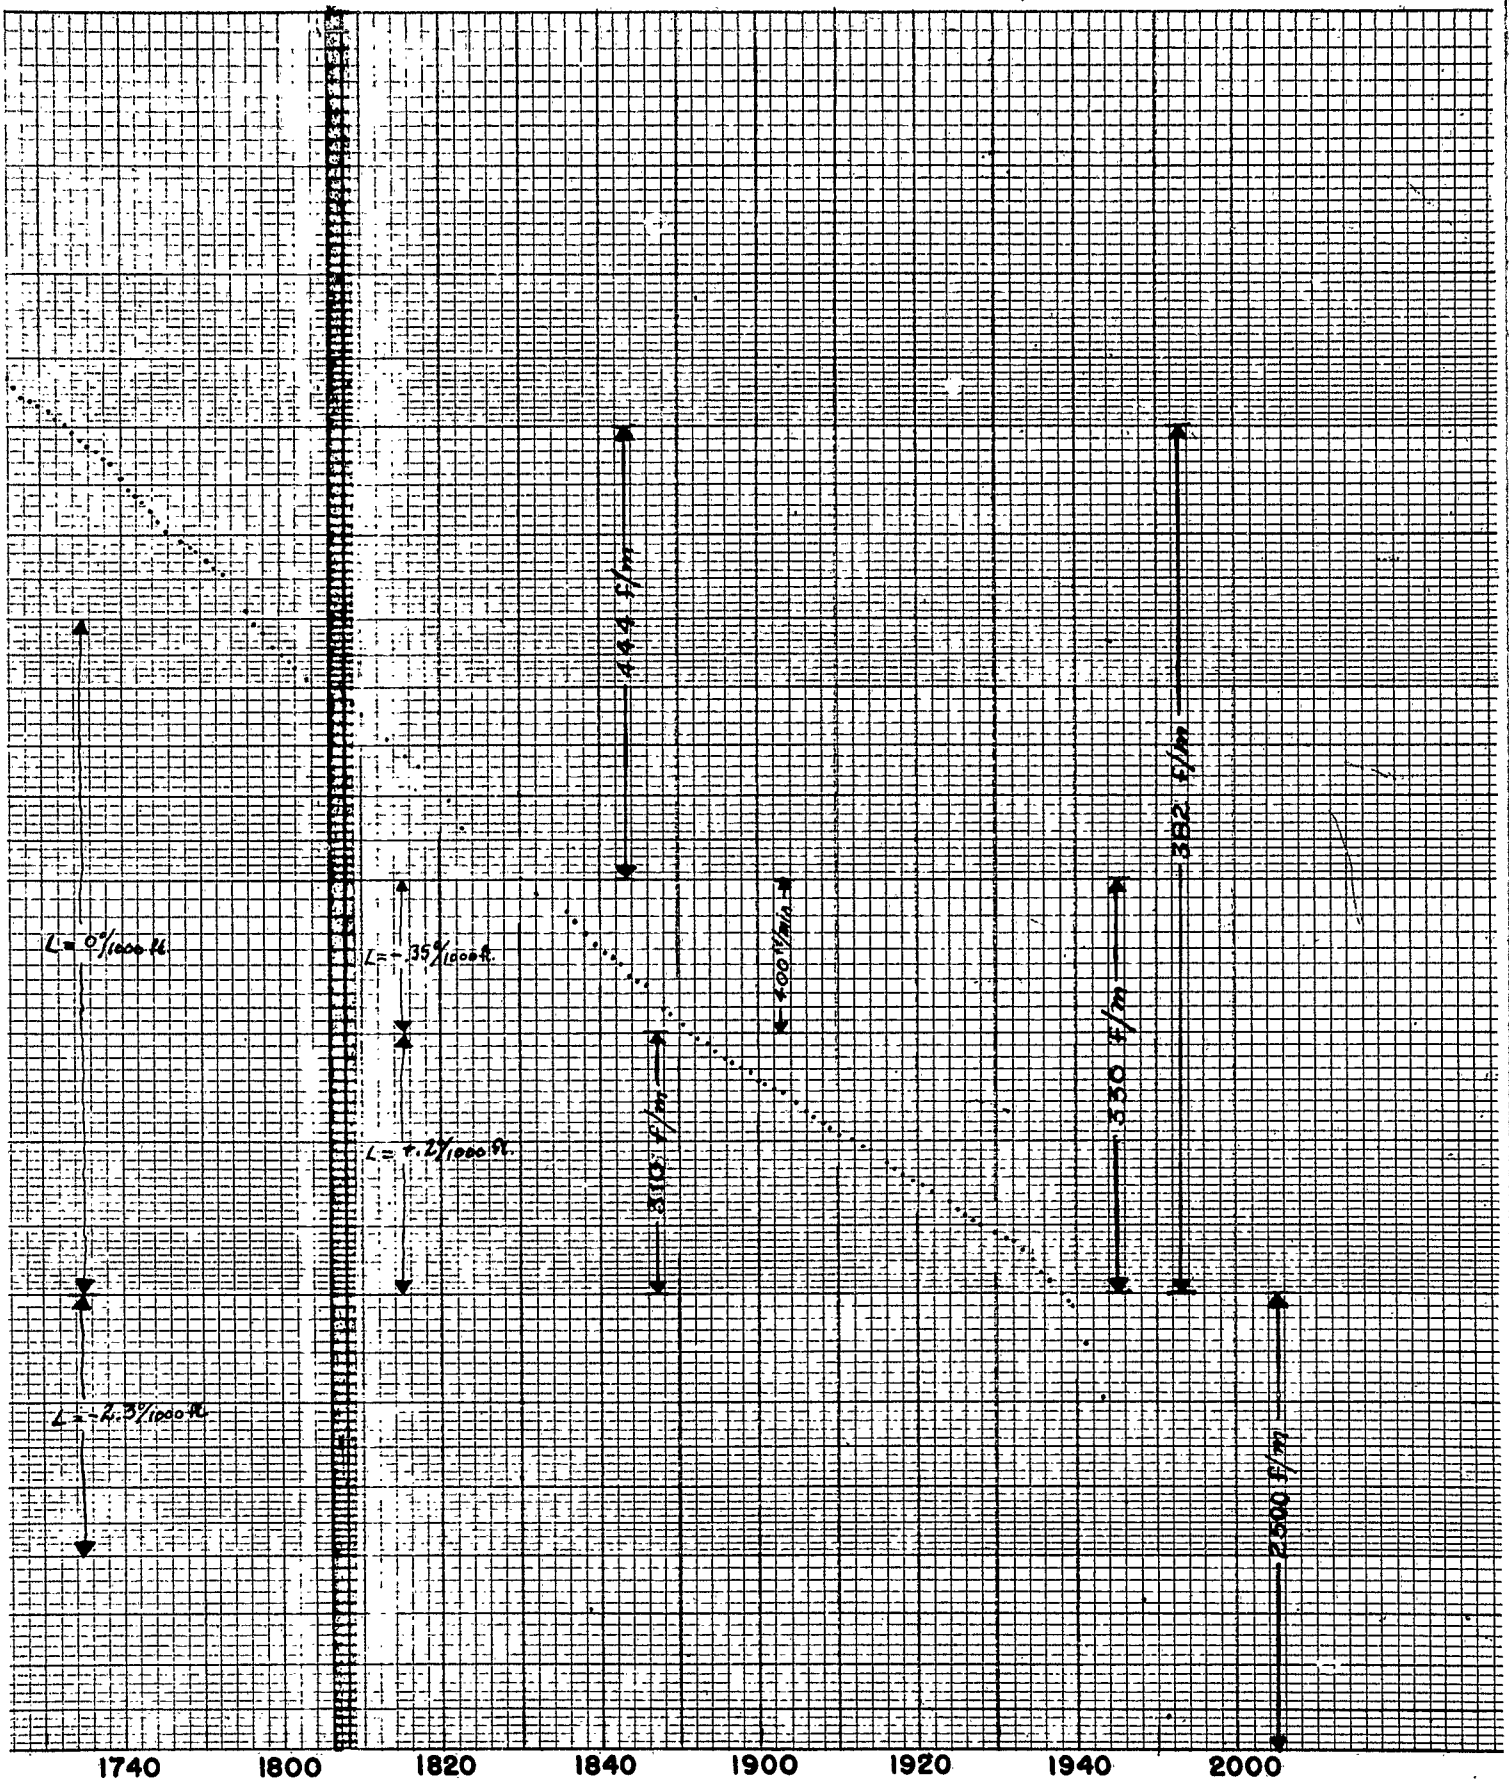 444 f/m
382 f/m
L = 0°/1000 ft.
L = -.35°/1000 ft.
400 ft/min
330 f/m
310 f/m
L = +.2°/1000 ft.
L = -2.3°/1000 ft
2500 f/m
1740 1800 1820 1840 1900 1920 1940 2000